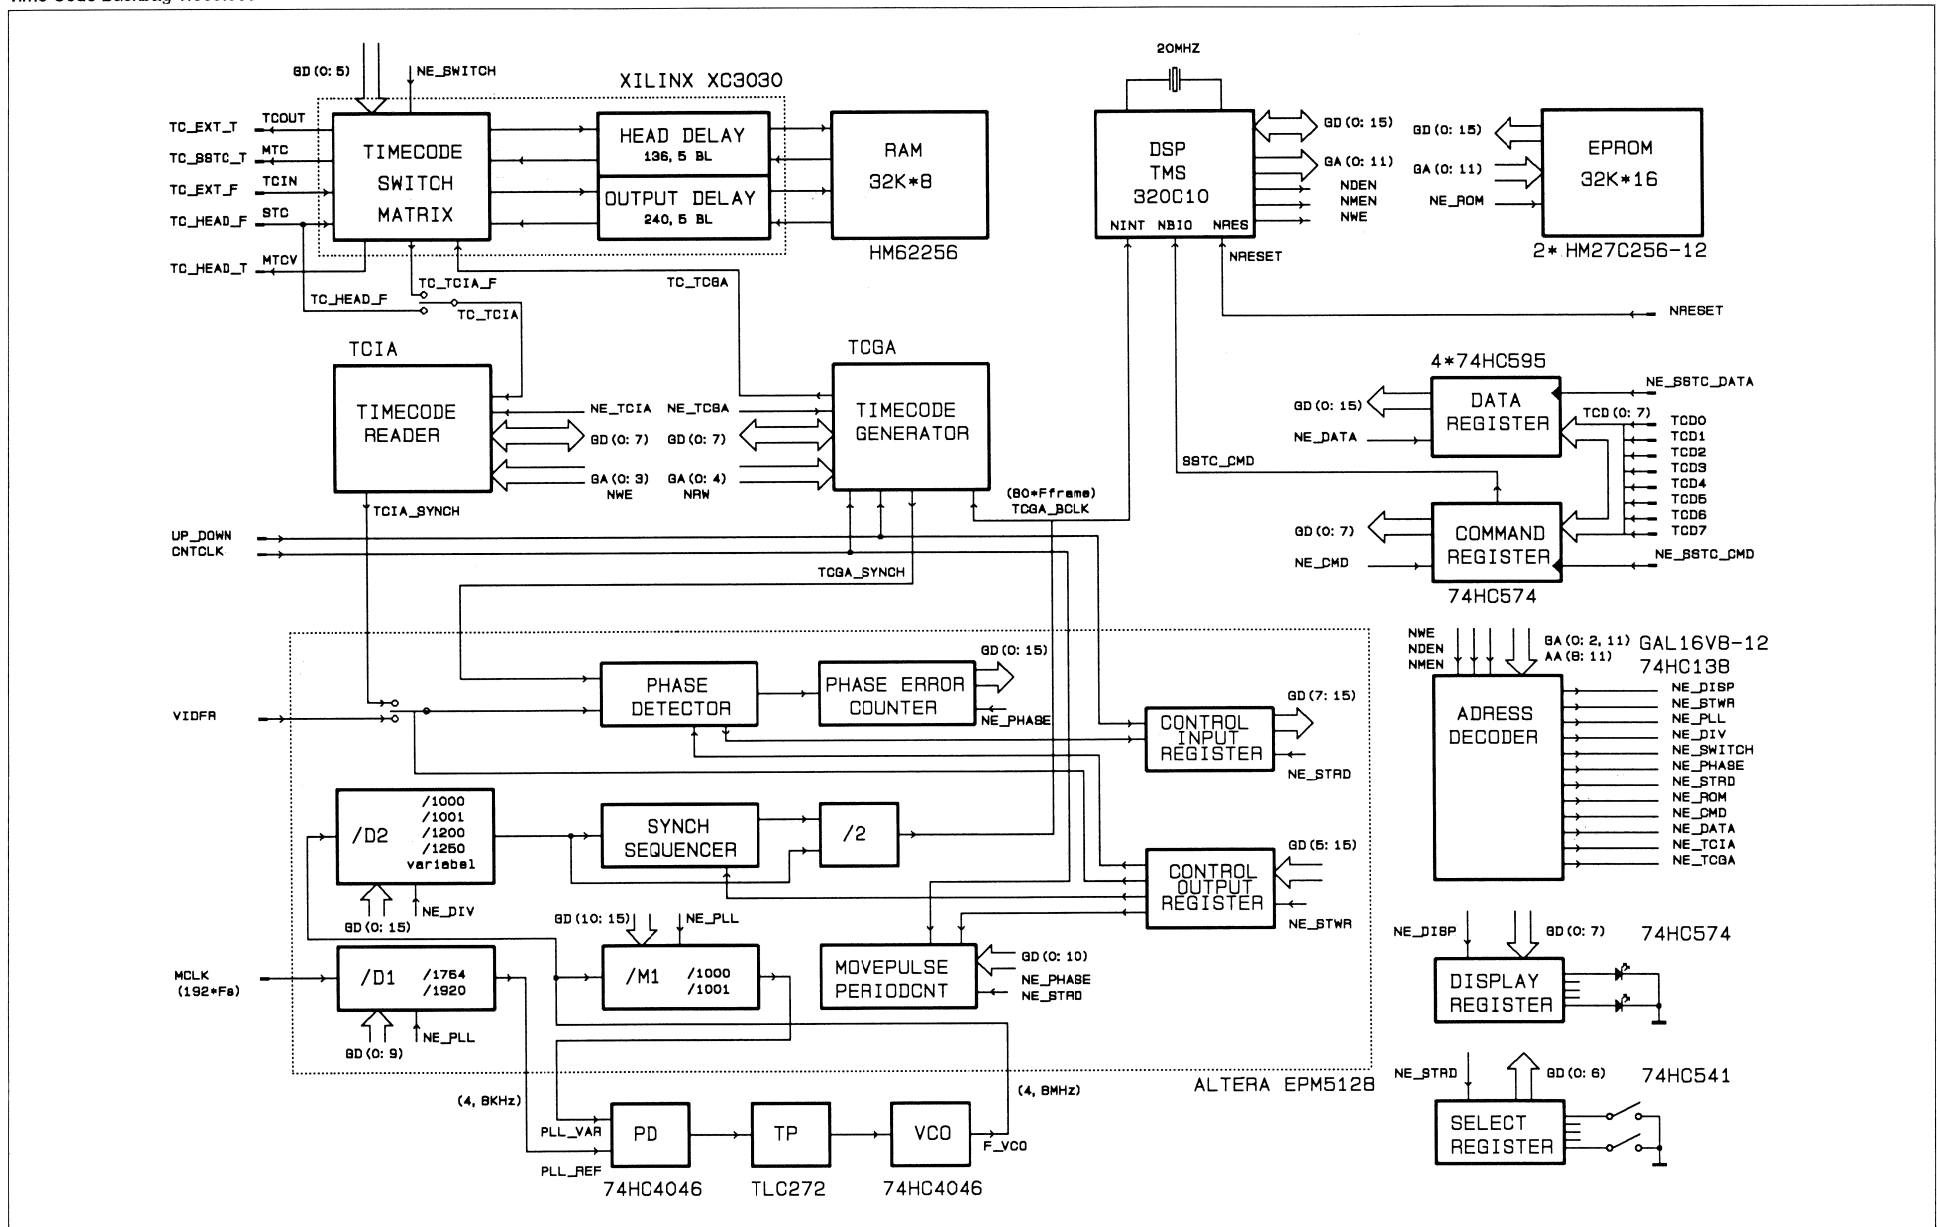 GD(0:5)
NE_SWITCH
XILINX XC3030
TC_EXT_T
TCOUT
TC_SSTC_T
MTC
TC_EXT_F
TCIN
TC_HEAD_F
STC
TC_HEAD_T
MTCV
TIMECODE
SWITCH
MATRIX
HEAD DELAY
136,5 BL
OUTPUT DELAY
240,5 BL
RAM
32K*8
HM62256
TC_TCIA_F
TC_HEAD_F
TC_TCIA
TC_TCGA
20MHZ
DSP
TMS
320C10
NINT NBIO NRES
GD(0:15)
GA(0:11)
NDEN
NMEN
NWE
GD(0:15)
GA(0:11)
NE_ROM
EPROM
32K*16
2* HM27C256-12
NRESET
NRESET
TCIA
TIMECODE
READER
NE_TCIA
GD(0:7)
GA(0:3)
NWE
TCGA
NE_TCGA
GD(0:7)
GA(0:4)
NRW
TIMECODE
GENERATOR
TCIA_SYNCH
(80*Fframe)
TCGA_BCLK
SSTC_CMD
4*74HC595
GD(0:15)
NE_DATA
DATA
REGISTER
NE_SSTC_DATA
TCD(0:7)
TCD0
TCD1
TCD2
TCD3
TCD4
TCD5
TCD6
TCD7
GD(0:7)
NE_CMD
COMMAND
REGISTER
NE_SSTC_CMD
74HC574
UP_DOWN
CNTCLK
TCGA_SYNCH
VIDFR
PHASE
DETECTOR
PHASE ERROR
COUNTER
GD(0:15)
NE_PHASE
CONTROL
INPUT
REGISTER
GD(7:15)
NE_STRD
NWE
NDEN
NMEN
GA(0:2,11)
AA(8:11)
GAL16V8-12
74HC138
ADRESS
DECODER
NE_DISP
NE_STWR
NE_PLL
NE_DIV
NE_SWITCH
NE_PHASE
NE_STRD
NE_ROM
NE_CMD
NE_DATA
NE_TCIA
NE_TCGA
/D2
/1000
/1001
/1200
/1250
variabel
GD(0:15)
NE_DIV
SYNCH
SEQUENCER
/2
CONTROL
OUTPUT
REGISTER
GD(5:15)
NE_STWR
MCLK
(192*Fs)
/D1
/1764
/1920
GD(0:9)
NE_PLL
GD(10:15)
NE_PLL
/M1
/1000
/1001
MOVEPULSE
PERIODCNT
GD(0:10)
NE_PHASE
NE_STRD
NE_DISP
GD(0:7)
74HC574
DISPLAY
REGISTER
NE_STRD
GD(0:6)
74HC541
SELECT
REGISTER
ALTERA EPM5128
(4,8KHz)
(4,8MHz)
PLL_VAR
PLL_REF
PD
TP
VCO
F_VCO
74HC4046
TLC272
74HC4046